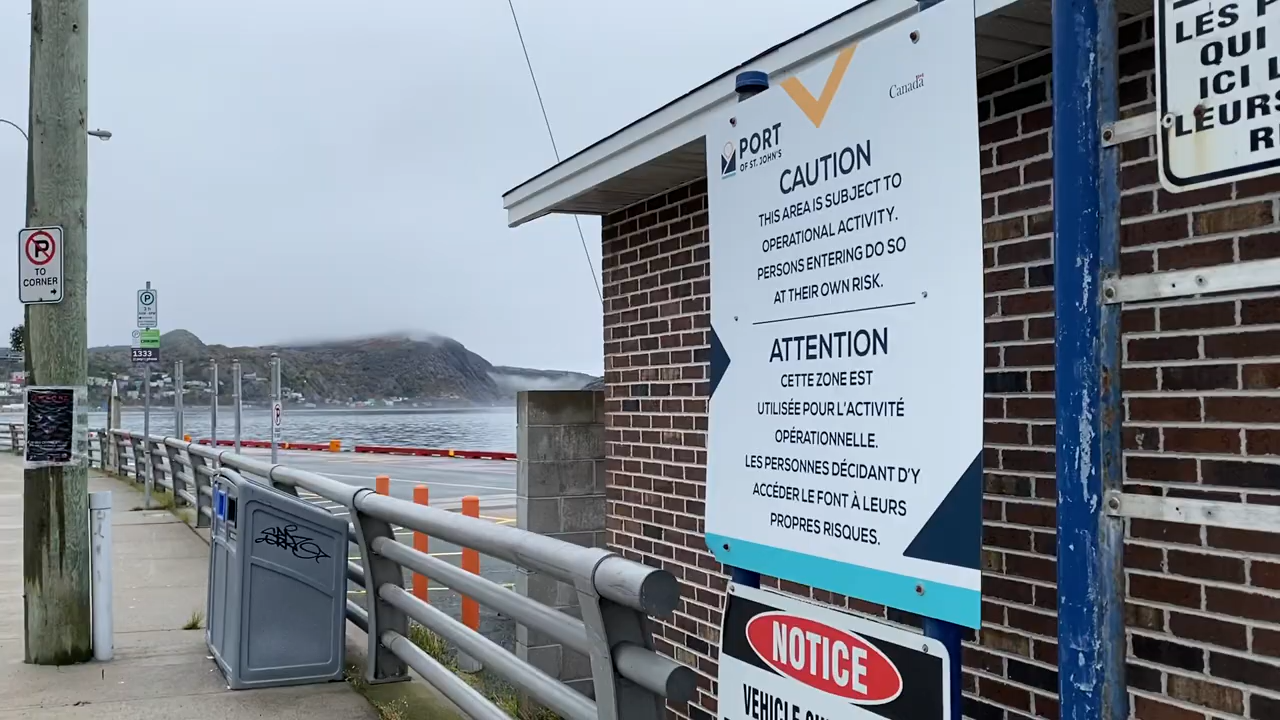 P
TO
CORNER
P
1333
PORT
OF ST. JOHN'S
Canada
CAUTION
THIS AREA IS SUBJECT TO
OPERATIONAL ACTIVITY.
PERSONS ENTERING DO SO
AT THEIR OWN RISK.
ATTENTION
CETTE ZONE EST
UTILISÉE POUR L'ACTIVITÉ
OPÉRATIONNELLE.
LES PERSONNES DÉCIDANT D'Y
ACCÉDER LE FONT À LEURS
PROPRES RISQUES.
NOTICE
VEHICLE
LES P
QUI
ICI L
LEURS
R